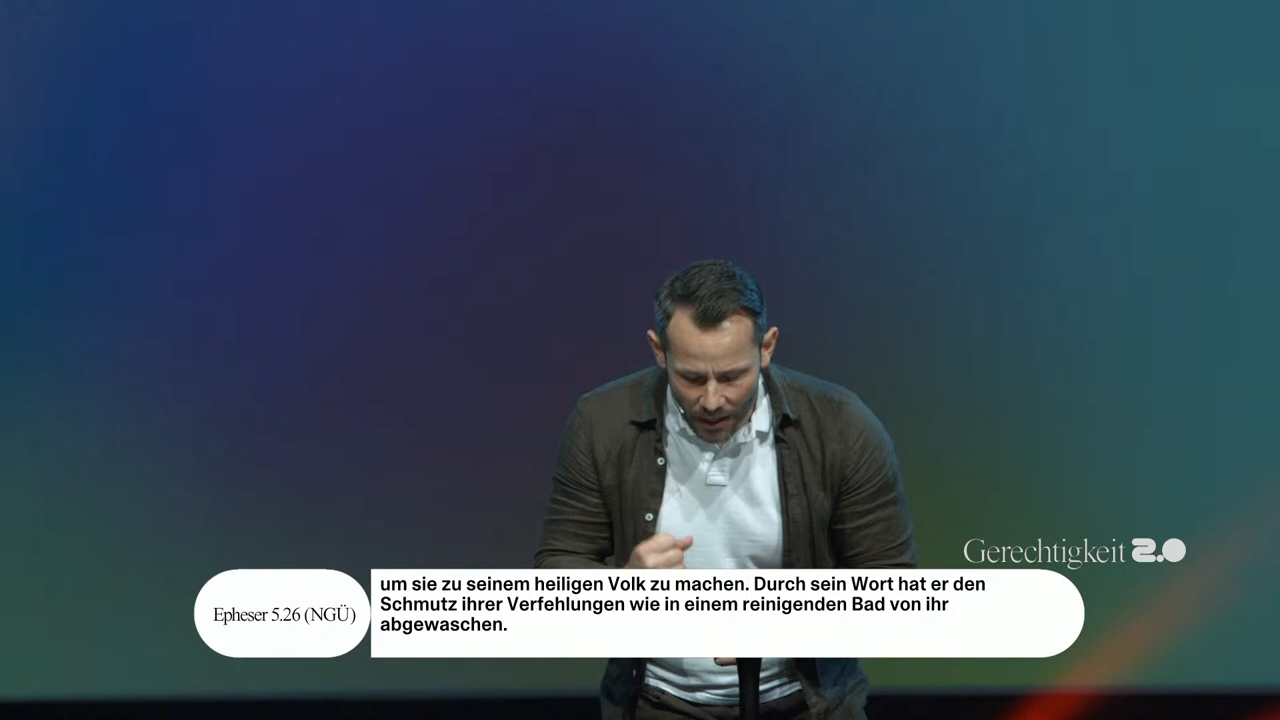 Gerechtigkeit 2.0
Epheser 5.26 (NGÜ)
um sie zu seinem heiligen Volk zu machen. Durch sein Wort hat er den
Schmutz ihrer Verfehlungen wie in einem reinigenden Bad von ihr
abgewaschen.